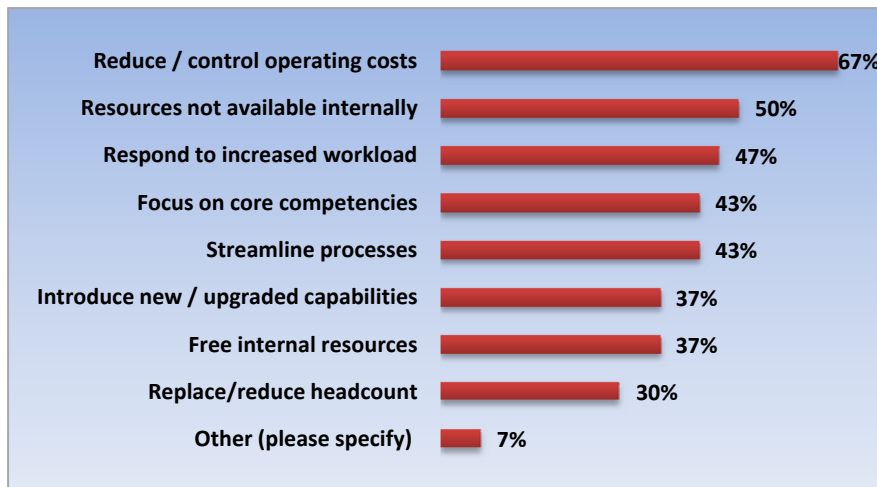 Reduce / control operating costs 67%
Resources not available internally 50%
Respond to increased workload 47%
Focus on core competencies 43%
Streamline processes 43%
Introduce new / upgraded capabilities 37%
Free internal resources 37%
Replace/reduce headcount 30%
Other (please specify) 7%